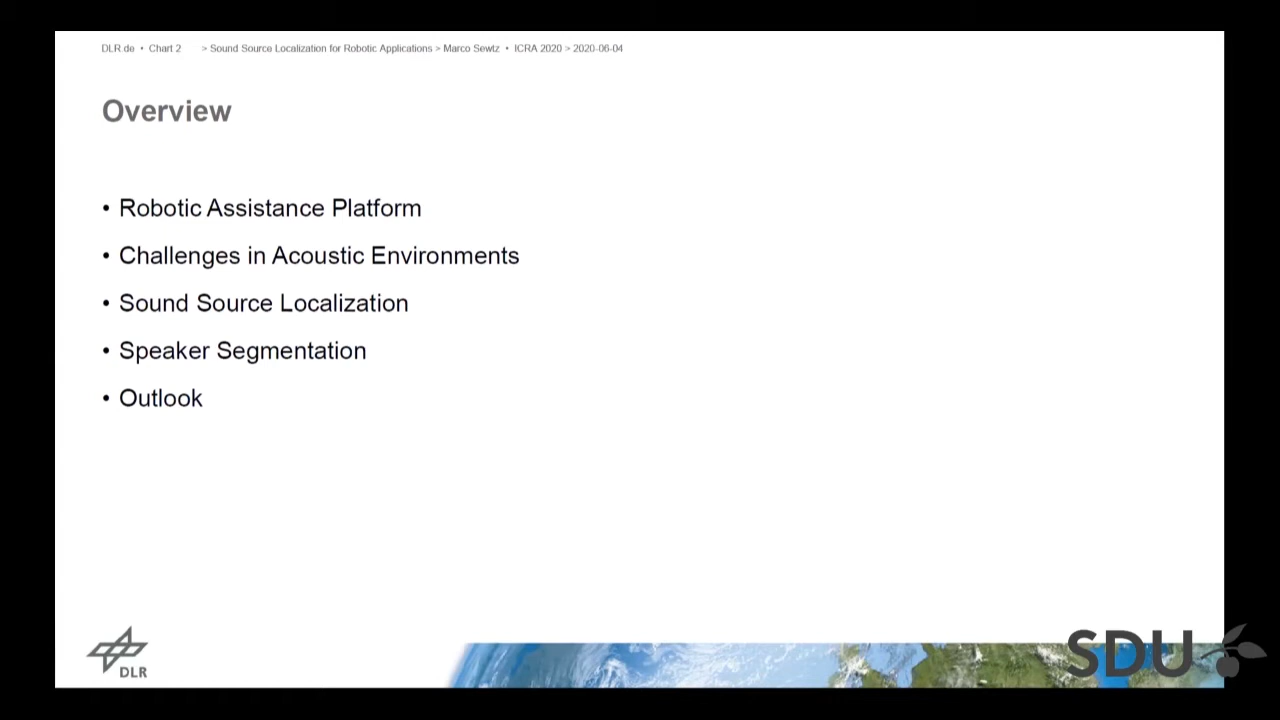 DLR.de • Chart 2 > Sound Source Localization for Robotic Applications > Marco Sewtz • ICRA 2020 > 2020-06-04
Overview
• Robotic Assistance Platform
• Challenges in Acoustic Environments
• Sound Source Localization
• Speaker Segmentation
• Outlook
DLR
SDU